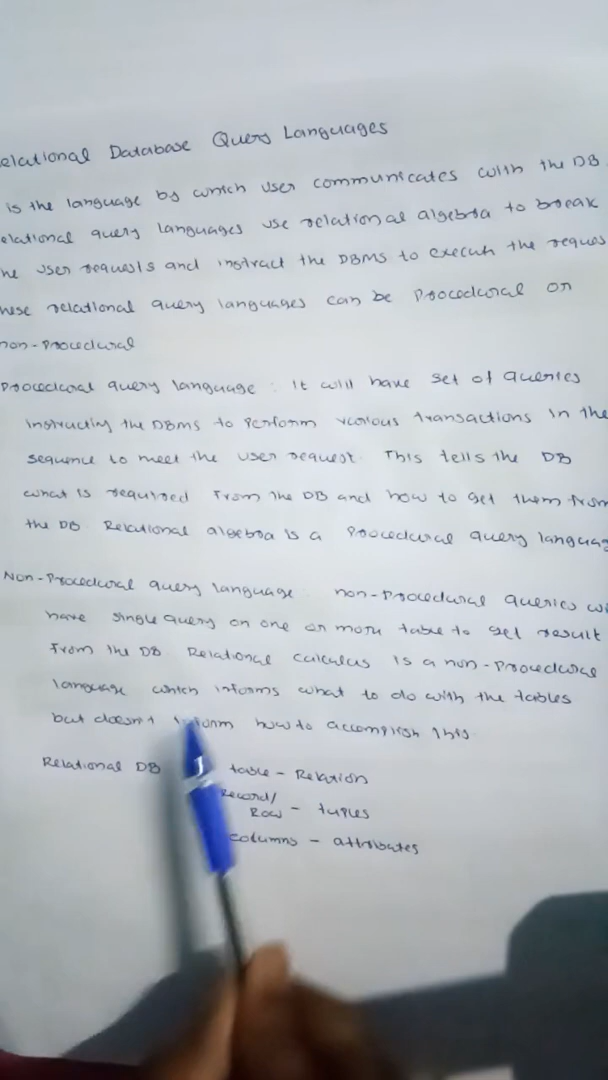 elational Database Query Languages
is the language by which user communicates with the DB.
elational query languages use relational algebra to break
he user requests and instruct the DBMS to execute the reques
hese relational query languages can be Procedural or
non-Procedural
Procedural query language: It will have set of queries
instructing the DBMS to Perform various transactions in the
sequence to meet the user request. This tells the DB
what is required from the DB and how to get them from
the DB Relational algebra is a Procedural query languag
Non-Procedural query language non-Procedural queries wi
have single query on one or more table to get result
From the DB Relational calculus is a non-Procedural
language which informs what to do with the tables
but doesn't inform how to accomplish this.
Relational DB table - Relation
Record/
Row - tuples
columns - attributes